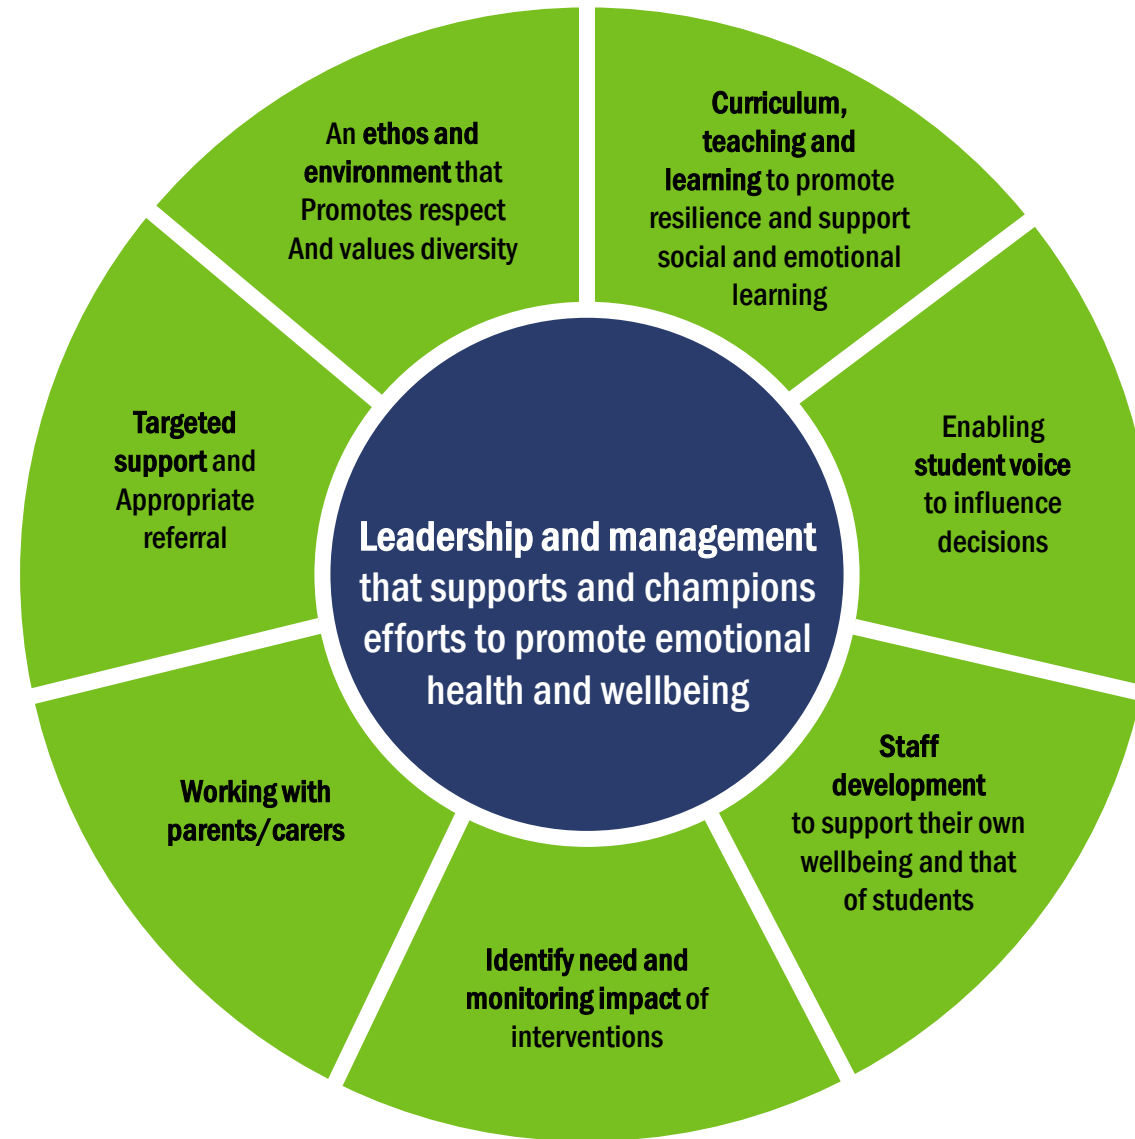 Curriculum,
teaching and
learning to promote
resilience and support
social and emotional
learning
Enabling
student voice
to influence
decisions
Staff
development
to support their own
wellbeing and that
of students
Identify need and
monitoring impact of
interventions
Working with
parents/carers
Targeted
support and
Appropriate
referral
An ethos and
environment that
Promotes respect
And values diversity
Leadership and management
that supports and champions
efforts to promote emotional
health and wellbeing